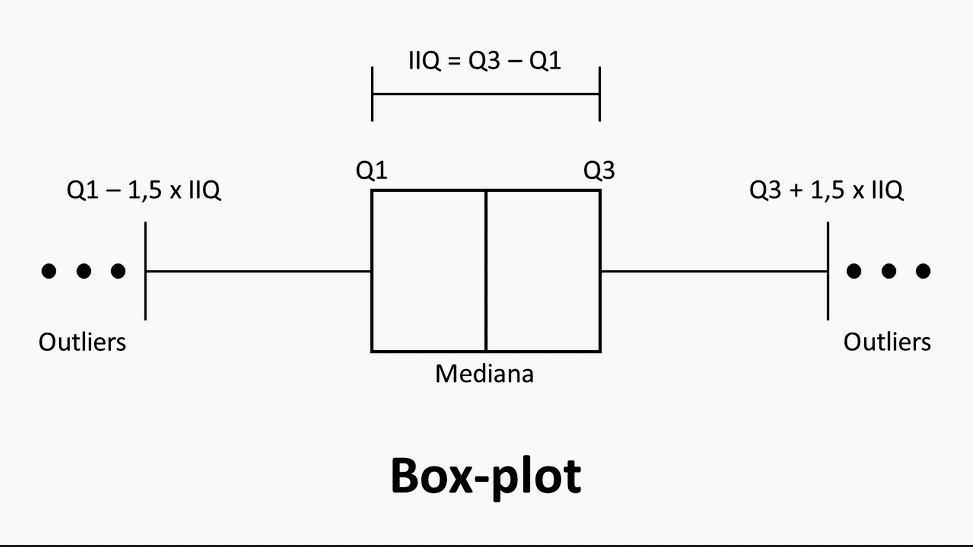 IIQ = Q3 – Q1
Q1
Q3
Q1 – 1,5 x IIQ
Q3 + 1,5 x IIQ
Outliers
Outliers
Mediana
Box-plot